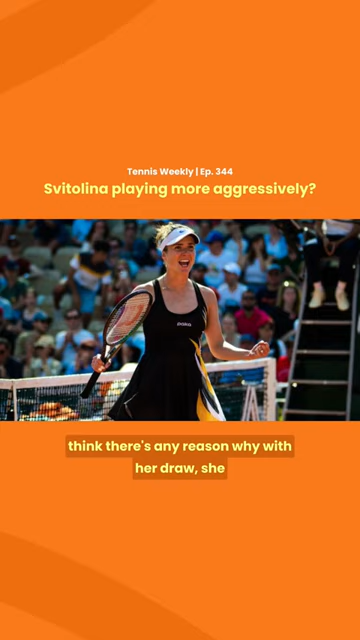 Tennis Weekly | Ep. 344
Svitolina playing more aggressively?
think there's any reason why with
her draw, she